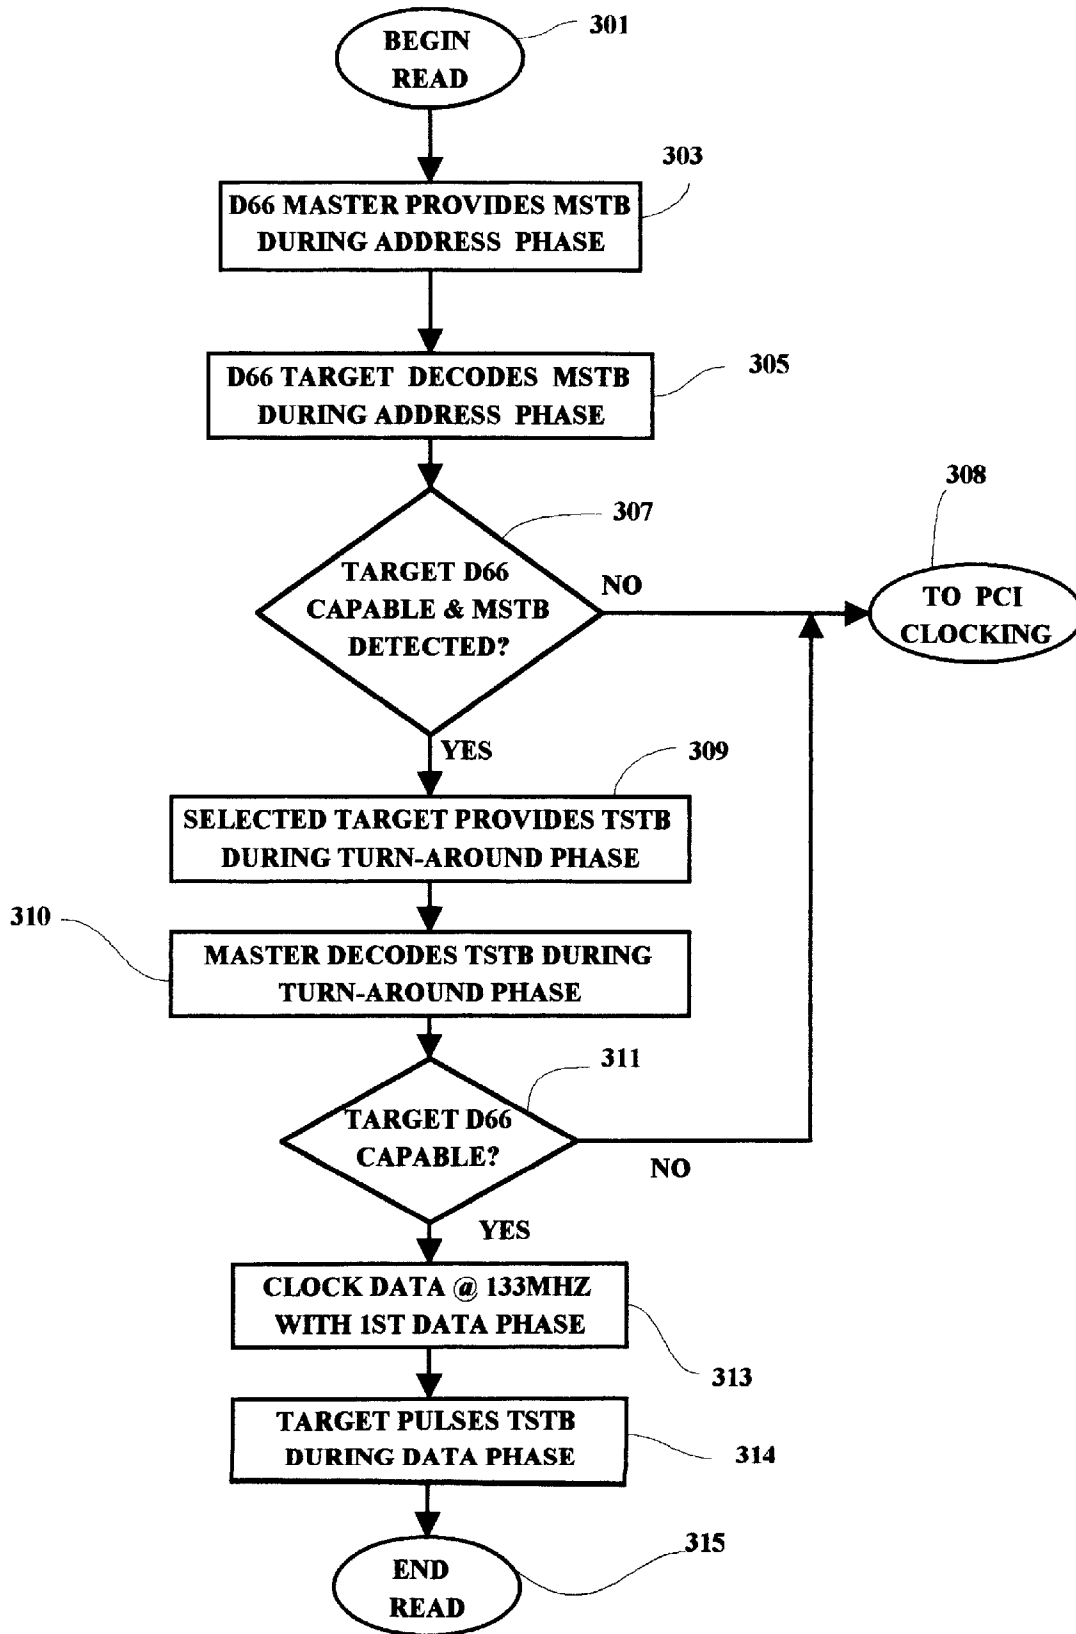 301
BEGIN
READ
303
D66 MASTER PROVIDES MSTB
DURING ADDRESS PHASE
305
D66 TARGET DECODES MSTB
DURING ADDRESS PHASE
307
308
TARGET D66
CAPABLE & MSTB
DETECTED?
NO
TO PCI
CLOCKING
YES
309
SELECTED TARGET PROVIDES TSTB
DURING TURN-AROUND PHASE
310
MASTER DECODES TSTB DURING
TURN-AROUND PHASE
311
TARGET D66
CAPABLE?
NO
YES
CLOCK DATA @ 133MHZ
WITH 1ST DATA PHASE
313
TARGET PULSES TSTB
DURING DATA PHASE
314
315
END
READ